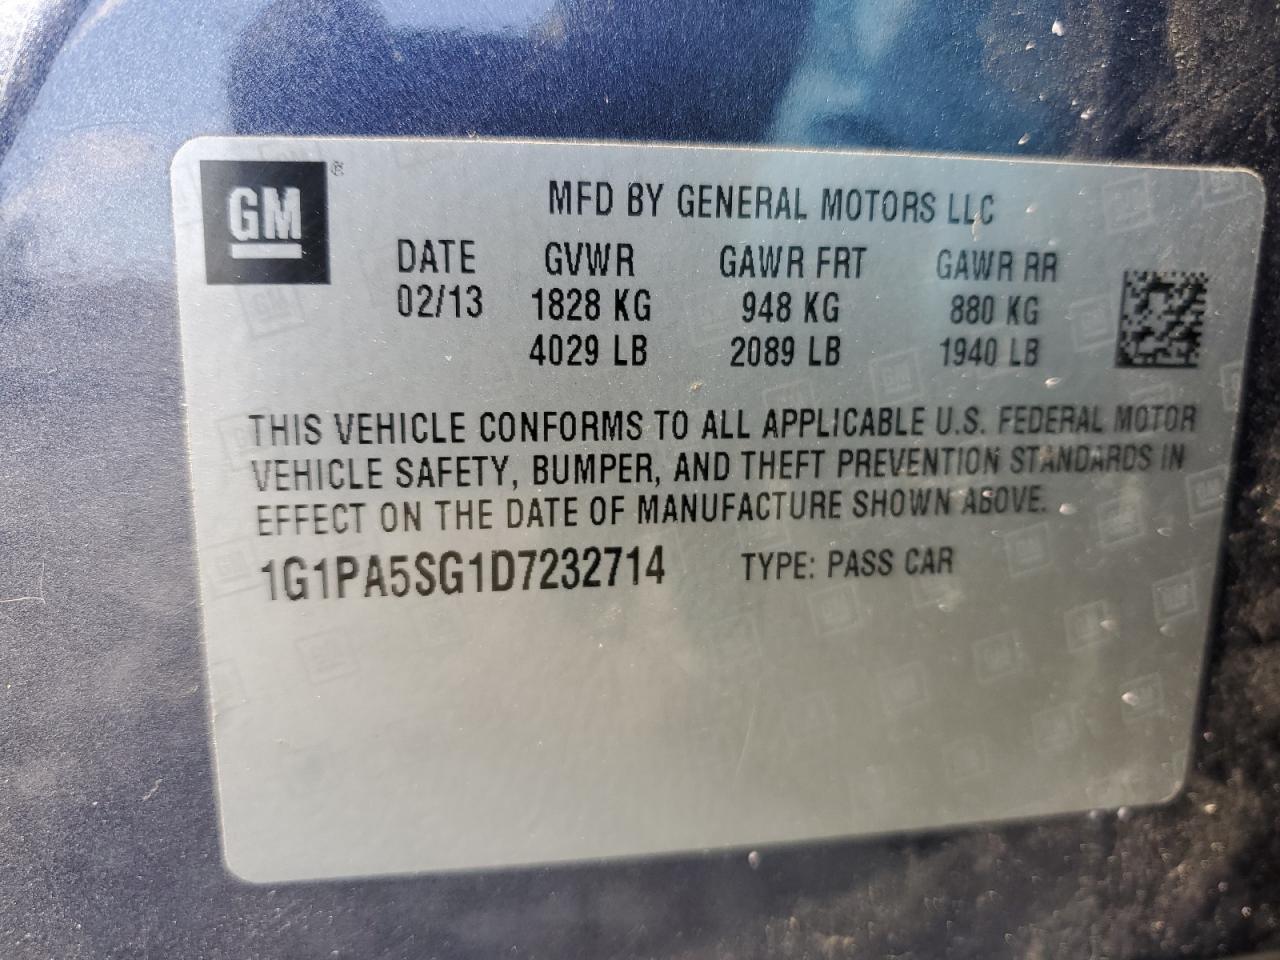 GM ®
MFD BY GENERAL MOTORS LLC
DATE GVWR GAWR FRT GAWR RR
02/13 1828 KG 948 KG 880 KG
4029 LB 2089 LB 1940 LB
THIS VEHICLE CONFORMS TO ALL APPLICABLE U.S. FEDERAL MOTOR
VEHICLE SAFETY, BUMPER, AND THEFT PREVENTION STANDARDS IN
EFFECT ON THE DATE OF MANUFACTURE SHOWN ABOVE.
1G1PA5SG1D7232714 TYPE: PASS CAR